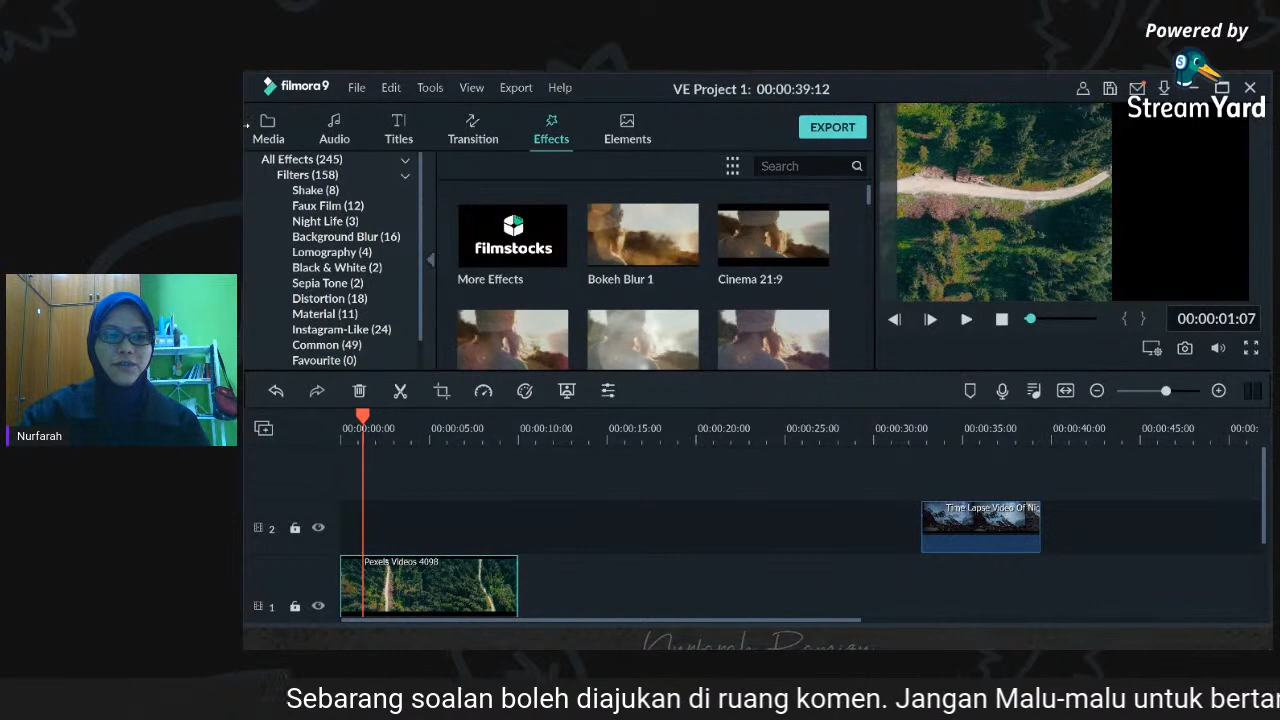 Powered by
StreamYard
filmora9
File Edit Tools View Export Help
VE Project 1: 00:00:39:12
Media Audio Titles Transition Effects Elements
EXPORT
All Effects (245)
Filters (158)
Shake (8)
Faux Film (12)
Night Life (3)
Background Blur (16)
Lomography (4)
Black & White (2)
Sepia Tone (2)
Distortion (18)
Material (11)
Instagram-Like (24)
Common (49)
Favourite (0)
Search
filmstocks
More Effects
Bokeh Blur 1
Cinema 21:9
00:00:01:07
00:00:00:00 00:00:05:00 00:00:10:00 00:00:15:00 00:00:20:00 00:00:25:00 00:00:30:00 00:00:35:00 00:00:40:00 00:00:45:00 00:00:
2
Time Lapse Video Of Nig
Pexels Videos 4098
1
Nurfarah
Sebarang soalan boleh diajukan di ruang komen. Jangan Malu-malu untuk bertan